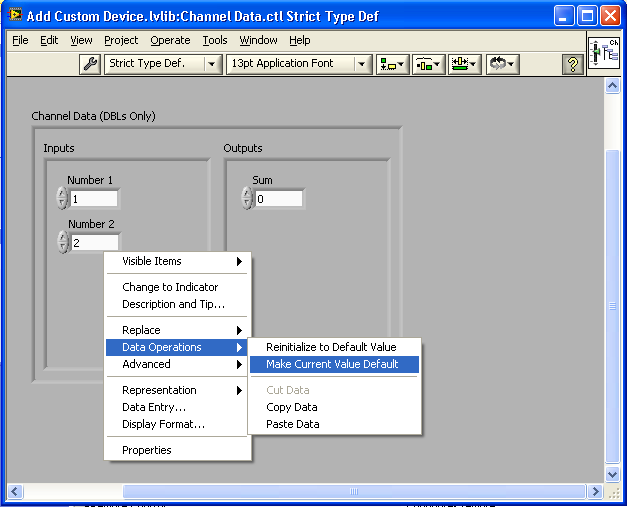 Add Custom Device.lvlib:Channel Data.ctl Strict Type Def
File Edit View Project Operate Tools Window Help
Strict Type Def. 13pt Application Font ?
Channel Data (DBLs Only)
Inputs Outputs
Number 1 Sum
1 0
Number 2
2
Visible Items
Change to Indicator
Description and Tip...
Replace
Data Operations
Advanced
Representation
Data Entry...
Display Format...
Properties
Reinitialize to Default Value
Make Current Value Default
Cut Data
Copy Data
Paste Data